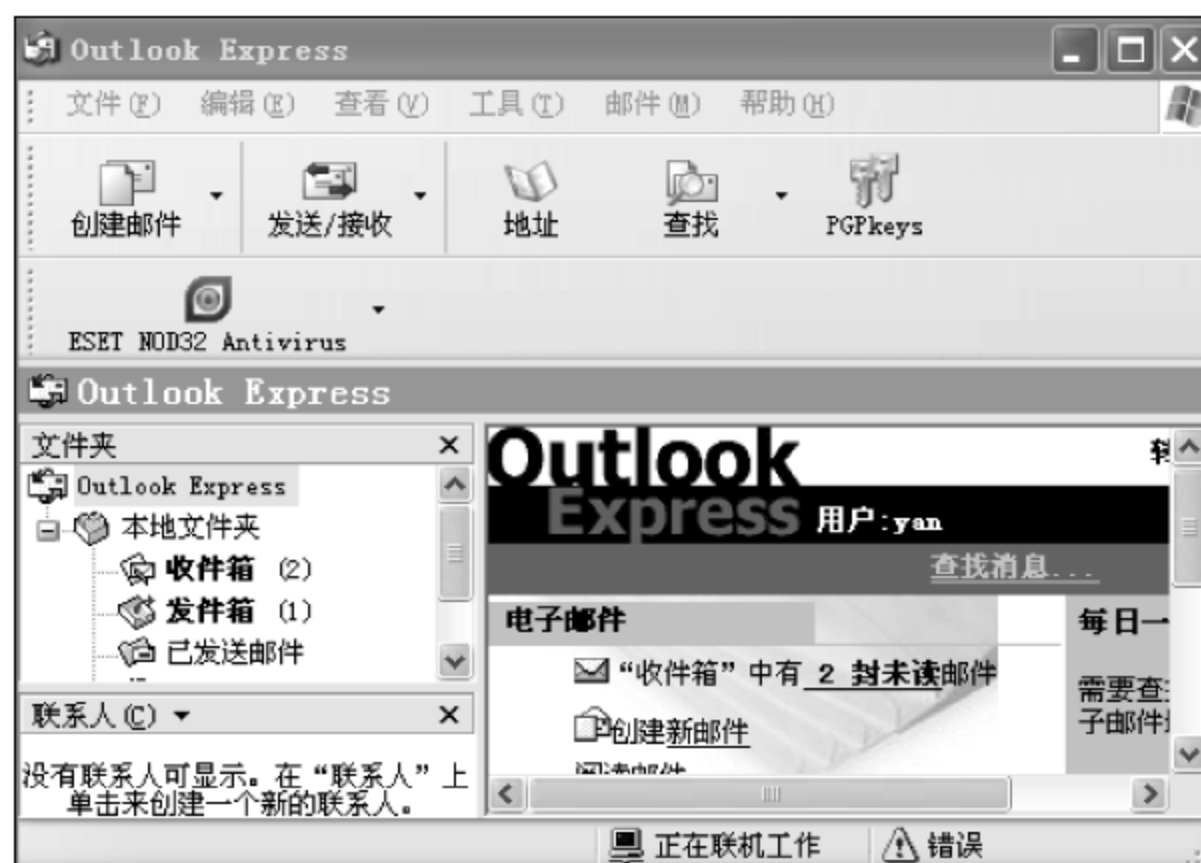 Outlook Express
文件(F) 编辑(E) 查看(V) 工具(T) 邮件(M) 帮助(H)
创建邮件 发送/接收 地址 查找 PGPkeys
ESET NOD32 Antivirus
Outlook Express
文件夹
Outlook Express
本地文件夹
收件箱 (2)
发件箱 (1)
已发送邮件
联系人(C)
没有联系人可显示。在“联系人”上
单击来创建一个新的联系人。
Outlook
Express 用户:yan
查找消息...
电子邮件
“收件箱”中有 2 封未读邮件
创建新邮件
阅读邮件
每日一
需要查
子邮件
正在联机工作 错误